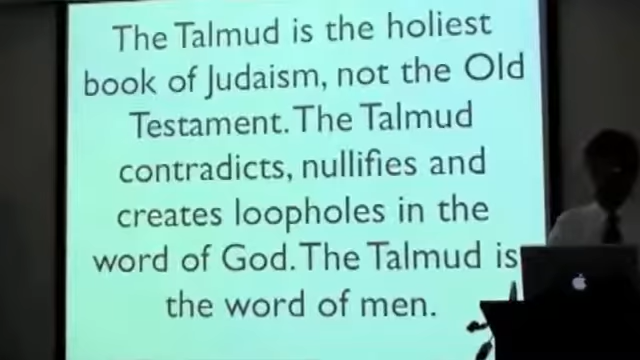 The Talmud is the holiest
book of Judaism, not the Old
Testament. The Talmud
contradicts, nullifies and
creates loopholes in the
word of God. The Talmud is
the word of men.